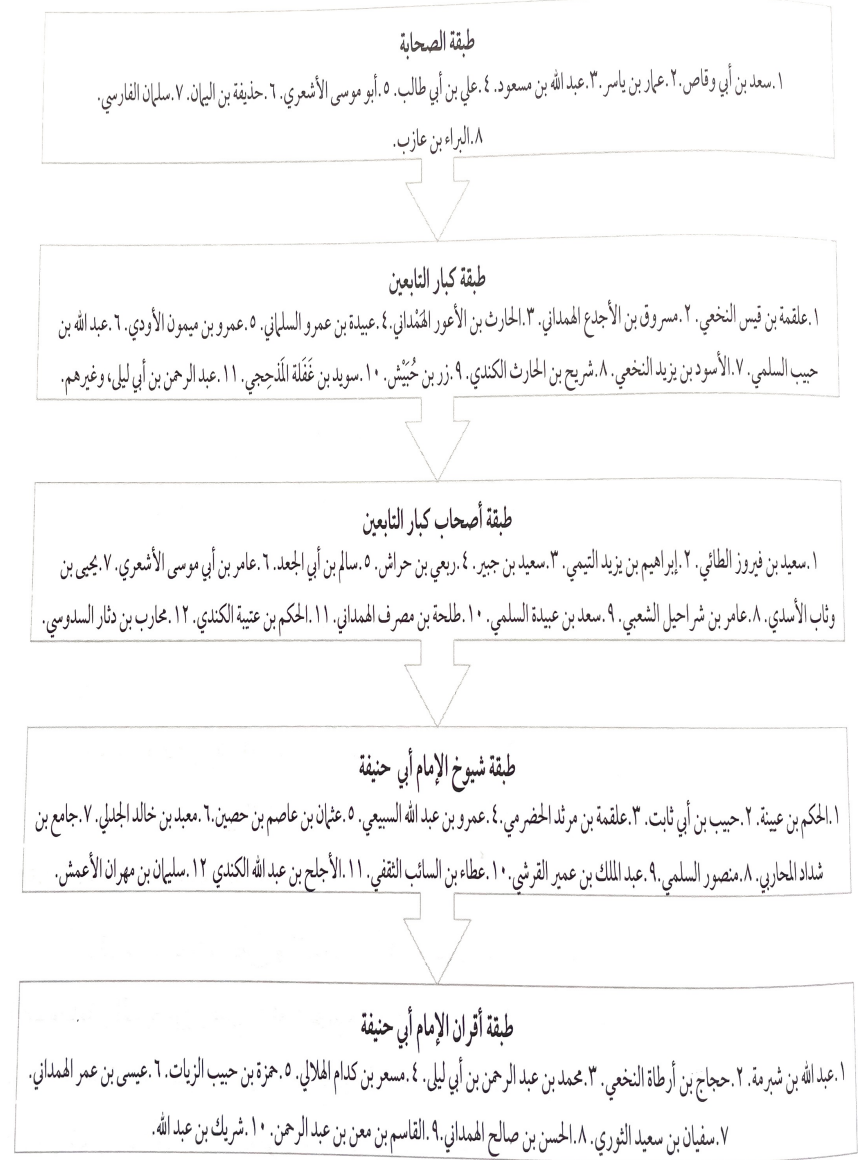 طبقة الصحابة
١.سعد بن أبي وقاص.٢.عمار بن ياسر.٣.عبد الله بن مسعود. ٤.علي بن أبي طالب. ٥.أبو موسى الأشعري. ٦.حذيفة بن اليمان. ٧.سلمان الفارسي.
٨.البراء بن عازب.
طبقة كبار التابعين
١.علقمة بن قيس النخعي. ٢.مسروق بن الأجدع الهمداني. ٣.الحارث بن الأعور الهَمْداني.٤.عبيدة بن عمرو السلماني. ٥.عمرو بن ميمون الأودي. ٦.عبد الله بن
حبيب السلمي. ٧.الأسود بن يزيد النخعي. ٨.شريح بن الحارث الكندي. ٩.زر بن حُبَيْش. ١٠.سويد بن غَفَلة المَذحِجي. ١١.عبد الرحمن بن أبي ليلى، وغيرهم.
طبقة أصحاب كبار التابعين
١.سعيد بن فيروز الطائي. ٢.إبراهيم بن يزيد التيمي. ٣.سعيد بن جبير. ٤.ربعي بن حراش. ٥.سالم بن أبي الجعد. ٦.عامر بن أبي موسى الأشعري. ٧.يحيى بن
وثاب الأسدي. ٨.عامر بن شراحيل الشعبي. ٩.سعد بن عبيدة السلمي. ١٠.طلحة بن مصرف الهمداني. ١١.الحكم بن عتيبة الكندي. ١٢.محارب بن دثار السدوسي.
طبقة شيوخ الإمام أبي حنيفة
١.الحكم بن عيينة. ٢.حبيب بن أبي ثابت. ٣.علقمة بن مرثد الحضرمي.٤.عمرو بن عبد الله السبيعي. ٥.عثمان بن عاصم بن حصين.٦.معبد بن خالد الجدلي. ٧.جامع بن
شداد المحاربي. ٨.منصور السلمي.٩.عبد الملك بن عمير القرشي.١٠.عطاء بن السائب الثقفي. ١١.الأجلح بن عبد الله الكندي ١٢.سليمان بن مهران الأعمش.
طبقة أقران الإمام أبي حنيفة
١.عبد الله بن شبرمة. ٢.حجاج بن أرطاة النخعي. ٣.محمد بن عبد الرحمن بن أبي ليلى. ٤.مسعر بن كدام الهلالي. ٥.حمزة بن حبيب الزيات. ٦.عيسى بن عمر الهمداني.
٧.سفيان بن سعيد الثوري. ٨.الحسن بن صالح الهمداني.٩.القاسم بن معن بن عبد الرحمن. ١٠.شريك بن عبد الله.